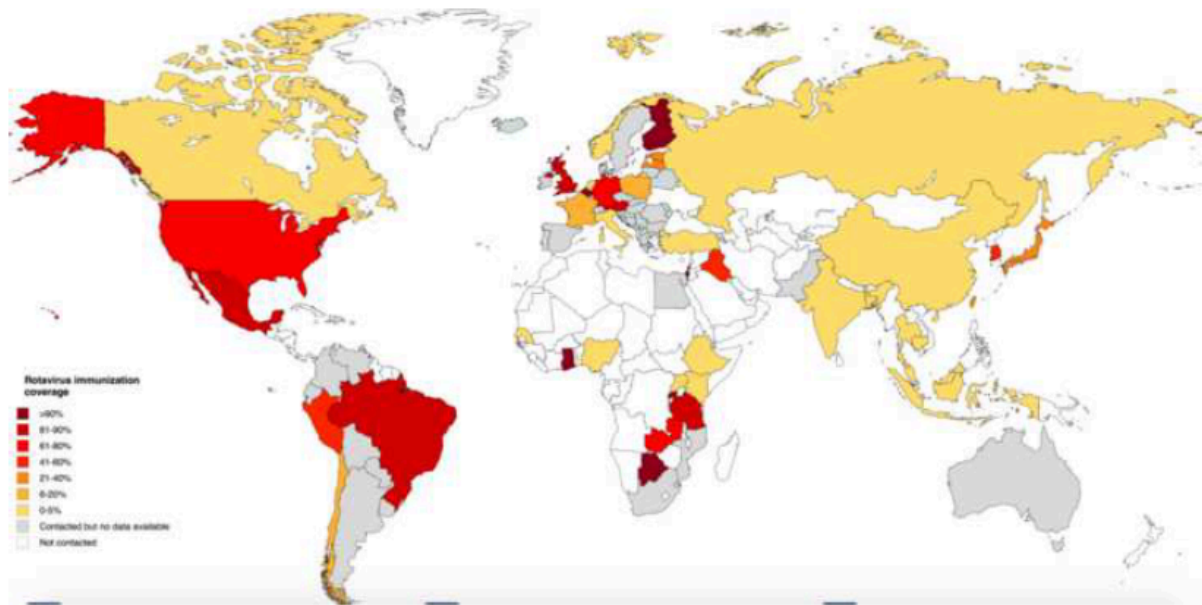 Rotavirus immunization
coverage
>90%
81-90%
61-80%
41-60%
21-40%
6-20%
0-5%
Contacted but no data available
Not contacted